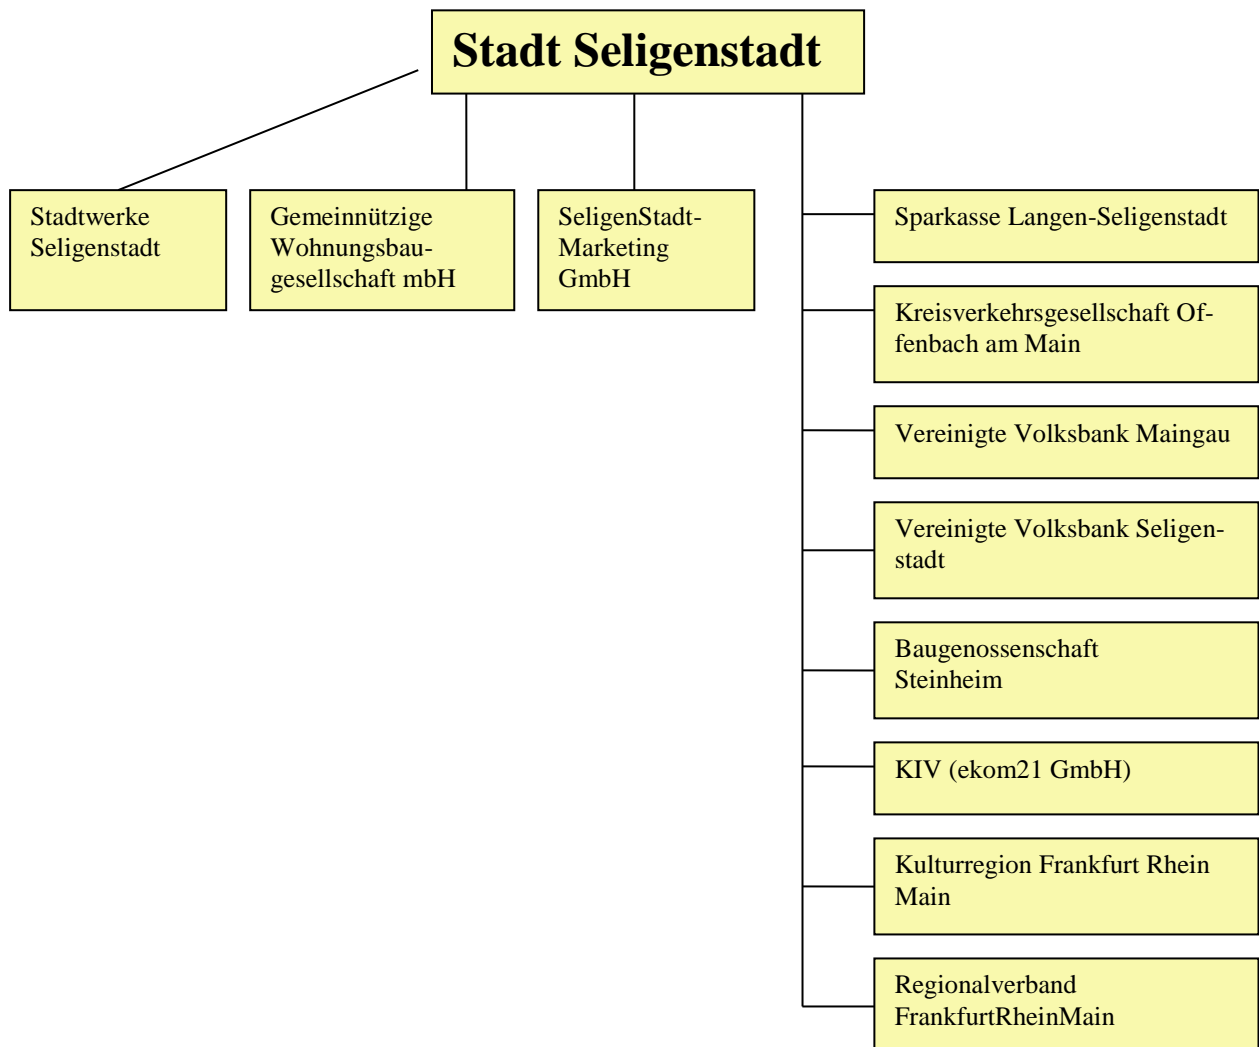 Stadt Seligenstadt
Stadtwerke
Seligenstadt
Gemeinnützige
Wohnungsbau-
gesellschaft mbH
SeligenStadt-
Marketing
GmbH
Sparkasse Langen-Seligenstadt
Kreisverkehrsgesellschaft Of-
fenbach am Main
Vereinigte Volksbank Maingau
Vereinigte Volksbank Seligen-
stadt
Baugenossenschaft
Steinheim
KIV (ekom21 GmbH)
Kulturregion Frankfurt Rhein
Main
Regionalverband
FrankfurtRheinMain